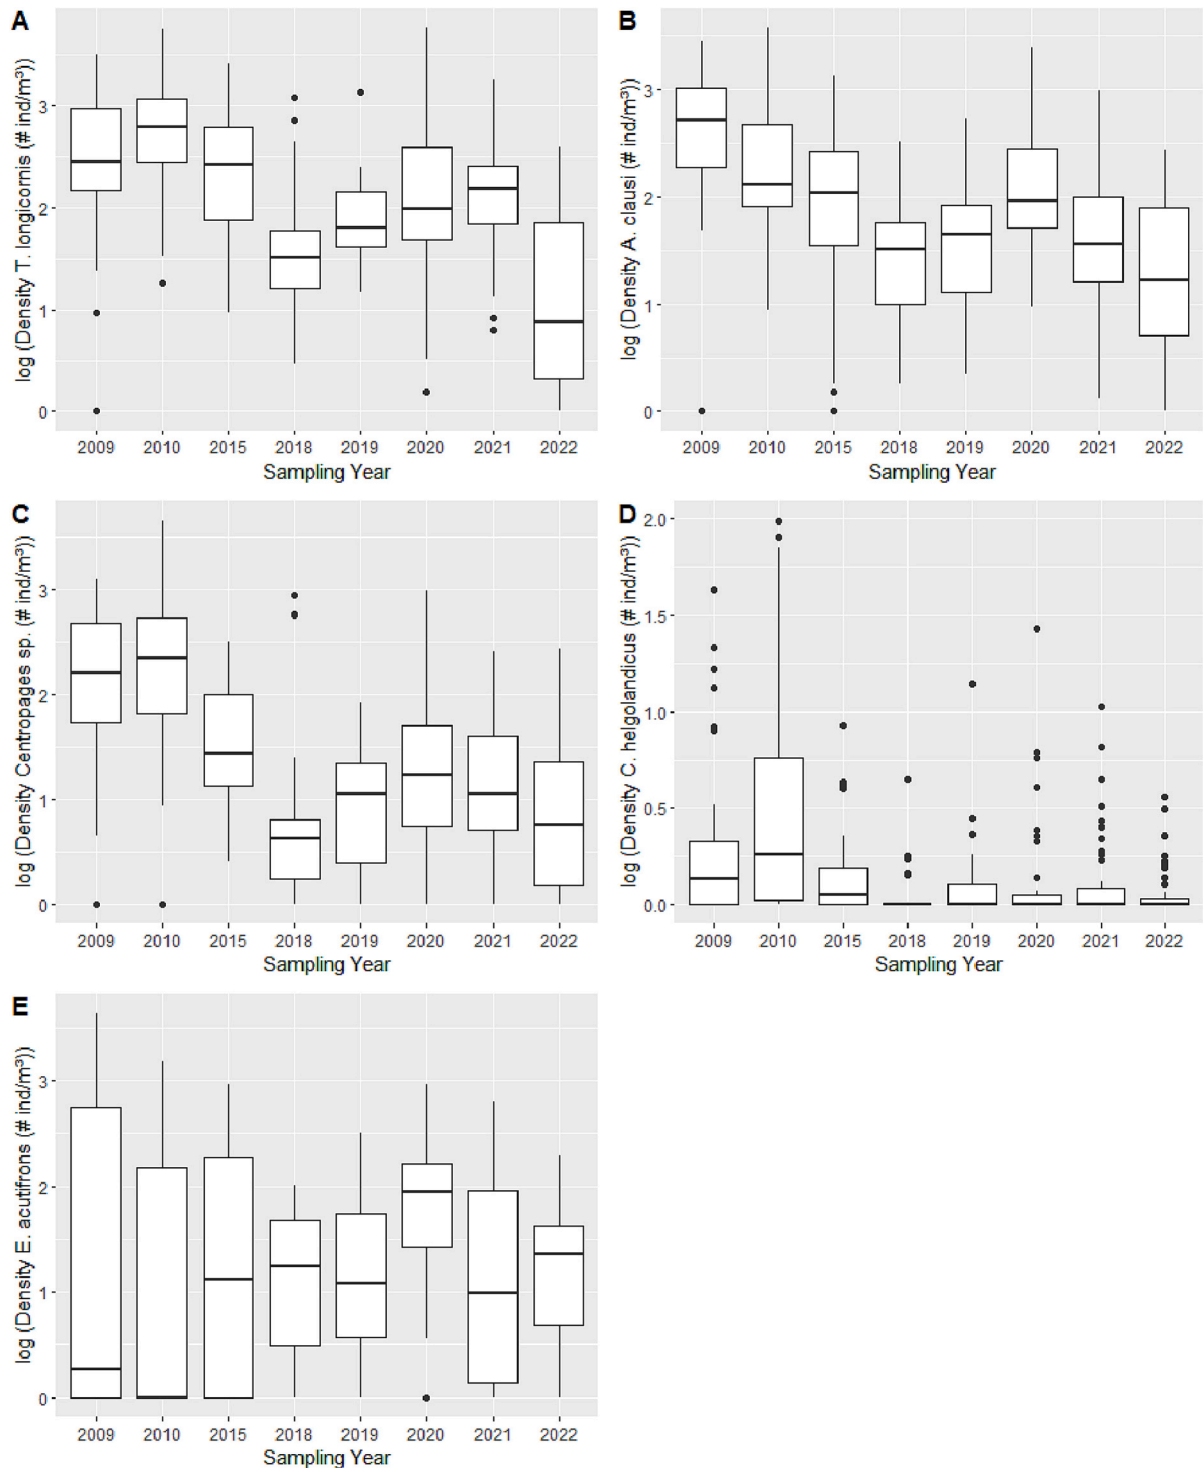 A
log (Density T. longicornis (# ind/m³))
3
2
1
0
2009 2010 2015 2018 2019 2020 2021 2022
Sampling Year
B
log (Density A. clausi (# ind/m³))
3
2
1
0
2009 2010 2015 2018 2019 2020 2021 2022
Sampling Year
C
log (Density Centropages sp. (# ind/m³))
3
2
1
0
2009 2010 2015 2018 2019 2020 2021 2022
Sampling Year
D
log (Density C. helgolandicus (# ind/m³))
2.0
1.5
1.0
0.5
0.0
2009 2010 2015 2018 2019 2020 2021 2022
Sampling Year
E
log (Density E. acutifrons (# ind/m³))
3
2
1
0
2009 2010 2015 2018 2019 2020 2021 2022
Sampling Year